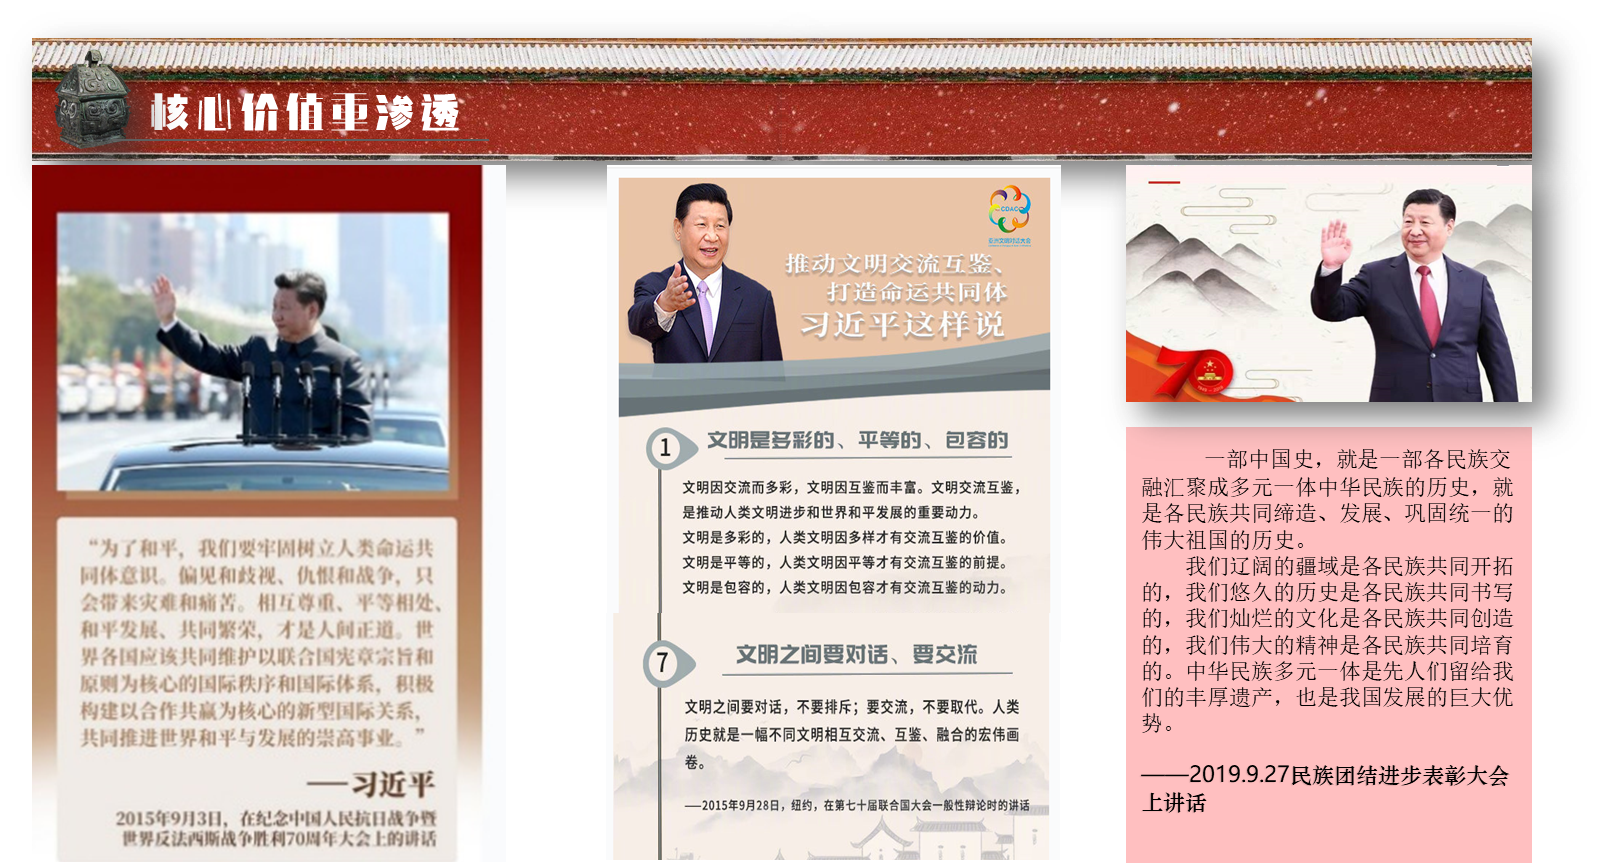 核心价值重渗透
“为了和平，我们要牢固树立人类命运共
同体意识。偏见和歧视、仇恨和战争，只
会带来灾难和痛苦。相互尊重、平等相处、
和平发展、共同繁荣，才是人间正道。世
界各国应该共同维护以联合国宪章宗旨和
原则为核心的国际秩序和国际体系，积极
构建以合作共赢为核心的新型国际关系，
共同推进世界和平与发展的崇高事业。”
——习近平
2015年9月3日，在纪念中国人民抗日战争暨
世界反法西斯战争胜利70周年大会上的讲话
CDAC
亚洲文明对话大会
推动文明交流互鉴、
打造命运共同体
习近平这样说
1
文明是多彩的、平等的、包容的
文明因交流而多彩，文明因互鉴而丰富。文明交流互鉴，
是推动人类文明进步和世界和平发展的重要动力。
文明是多彩的，人类文明因多样才有交流互鉴的价值。
文明是平等的，人类文明因平等才有交流互鉴的前提。
文明是包容的，人类文明因包容才有交流互鉴的动力。
7
文明之间要对话、要交流
文明之间要对话，不要排斥；要交流，不要取代。人类
历史就是一幅不同文明相互交流、互鉴、融合的宏伟画
卷。
——2015年9月28日，纽约，在第七十届联合国大会一般性辩论时的讲话
70
一部中国史，就是一部各民族交
融汇聚成多元一体中华民族的历史，就
是各民族共同缔造、发展、巩固统一的
伟大祖国的历史。
我们辽阔的疆域是各民族共同开拓
的，我们悠久的历史是各民族共同书写
的，我们灿烂的文化是各民族共同创造
的，我们伟大的精神是各民族共同培育
的。中华民族多元一体是先人们留给我
们的丰厚遗产，也是我国发展的巨大优
势。
——2019.9.27民族团结进步表彰大会
上讲话